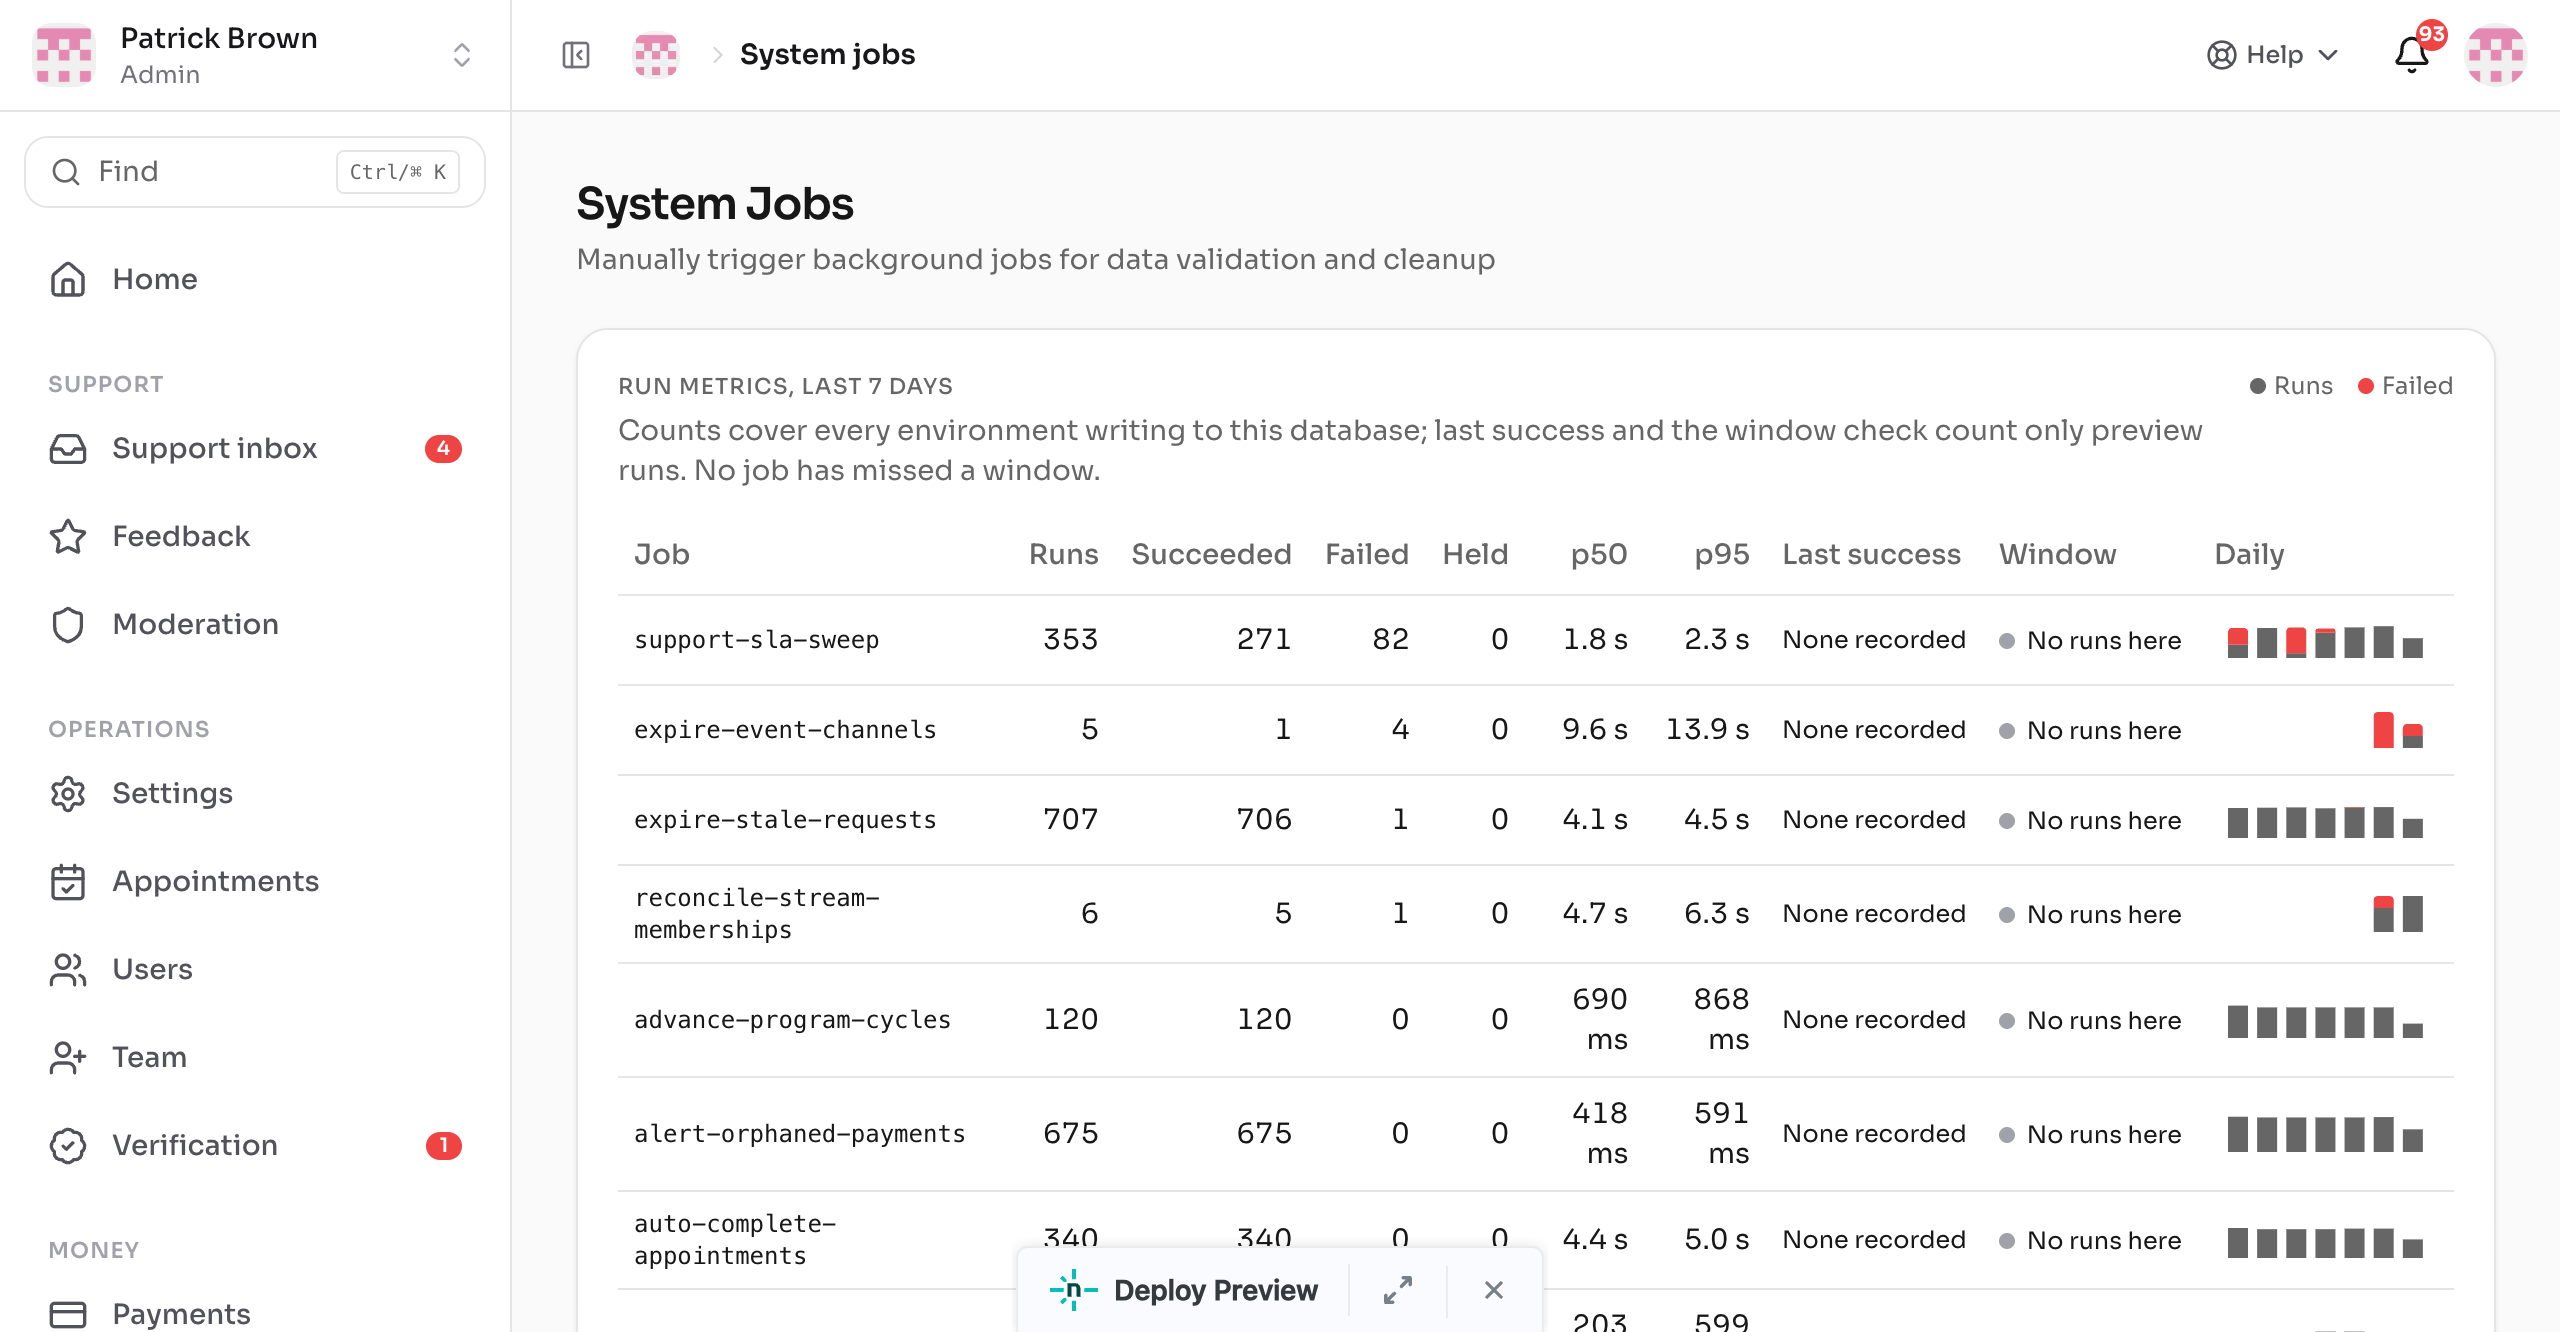 Patrick Brown
Admin
System jobs
Help
93
Find
Ctrl/⌘ K
Home
SUPPORT
Support inbox
4
Feedback
Moderation
OPERATIONS
Settings
Appointments
Users
Team
Verification
1
MONEY
Payments
System Jobs
Manually trigger background jobs for data validation and cleanup
RUN METRICS, LAST 7 DAYS
Runs
Failed
Counts cover every environment writing to this database; last success and the window check count only preview
runs. No job has missed a window.
Job Runs Succeeded Failed Held p50 p95 Last success Window Daily
support-sla-sweep 353 271 82 0 1.8 s 2.3 s None recorded No runs here
expire-event-channels 5 1 4 0 9.6 s 13.9 s None recorded No runs here
expire-stale-requests 707 706 1 0 4.1 s 4.5 s None recorded No runs here
reconcile-stream-
memberships 6 5 1 0 4.7 s 6.3 s None recorded No runs here
advance-program-cycles 120 120 0 0 690 ms 868 ms None recorded No runs here
alert-orphaned-payments 675 675 0 0 418 ms 591 ms None recorded No runs here
auto-complete-
appointments 340 340 0 0 4.4 s 5.0 s None recorded No runs here
203 599
n Deploy Preview